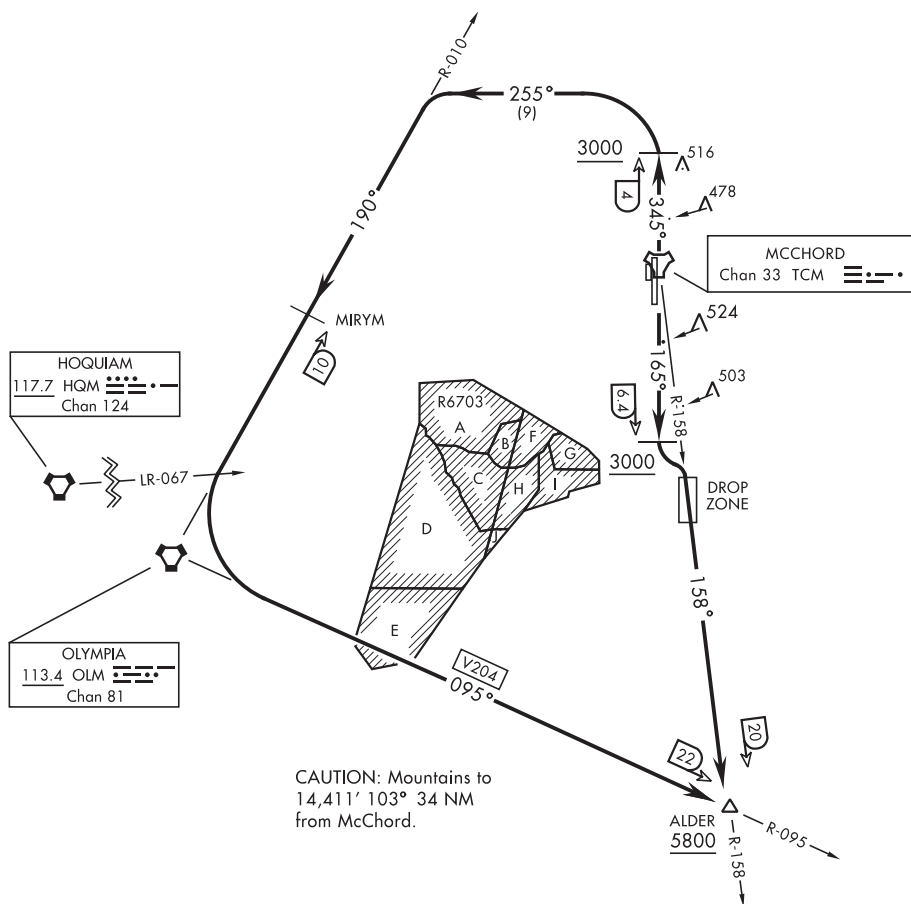 R-010
255°
(9)
3000
516
4
345°
478
190°
MCCHORD
Chan 33 TCM
MIRYM
10
524
165°
HOQUIAM
117.7 HQM
Chan 124
6.4
503
R-158
R6703
A
B
F
G
3000
LR-067
C
H
I
DROP
ZONE
D
J
158°
E
OLYMPIA
113.4 OLM
Chan 81
V204
095°
20
22
CAUTION: Mountains to
14,411' 103° 34 NM
from McChord.
ALDER
5800
R-095
R-158